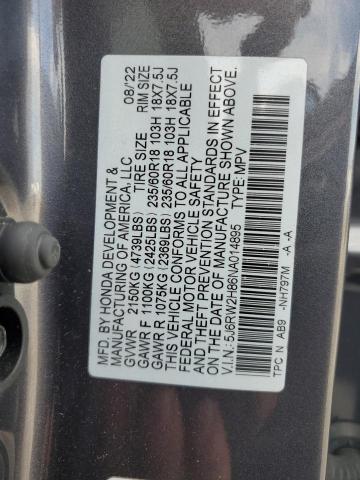 MFD. BY HONDA DEVELOPMENT & 08/22
MANUFACTURING OF AMERICA, LLC
GVWR 2150KG (4739LBS) TIRE SIZE RIM SIZE
GAWR F 1100KG (2425LBS) 235/60R18 103H 18X7.5J
GAWR R 1075KG (2369LBS) 235/60R18 103H 18X7.5J
THIS VEHICLE CONFORMS TO ALL APPLICABLE
FEDERAL MOTOR VEHICLE SAFETY
AND THEFT PREVENTION STANDARDS IN EFFECT
ON THE DATE OF MANUFACTURE SHOWN ABOVE.
V.I.N.: 5J6RW2H86NA014895 TYPE: MPV
TPC N AB9 -NH797M -A -A